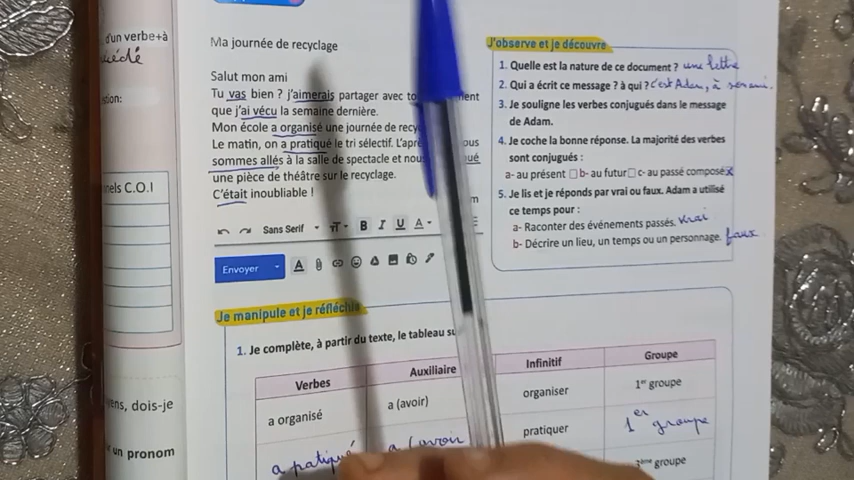 d'un verbe+à
cédé
stion:
nels C.O.I
ens, dois-je
un pronom
Ma journée de recyclage
Salut mon ami
Tu vas bien ? j'aimerais partager avec
que j'ai vécu la semaine dernière.
Mon école a organisé une journée de
Le matin, on a pratiqué le tri sélectif.
sommes allés à la salle de spectacle et
une pièce de théâtre sur le recyclage.
C'était inoubliable !
Sans Serif
B I U A
Envoyer
J'observe et je découvre
1. Quelle est la nature de ce document ? une lettre
2. Qui a écrit ce message ? à qui ? c'est Adam, à son ami.
3. Je souligne les verbes conjugués dans le message
de Adam.
4. Je coche la bonne réponse. La majorité des verbes
sont conjugués :
a- au présent b- au futur c- au passé composé x
5. Je lis et je réponds par vrai ou faux. Adam a utilisé
ce temps pour :
a- Raconter des événements passés. vrai
b- Décrire un lieu, un temps ou un personnage. faux
Je manipule et je réfléchis
1. Je complète, à partir du texte, le tableau
Verbes Auxiliaire Infinitif Groupe
a organisé a (avoir) organiser 1er groupe
a patiqué a (avoir pratiquer 1er groupe
3ème groupe